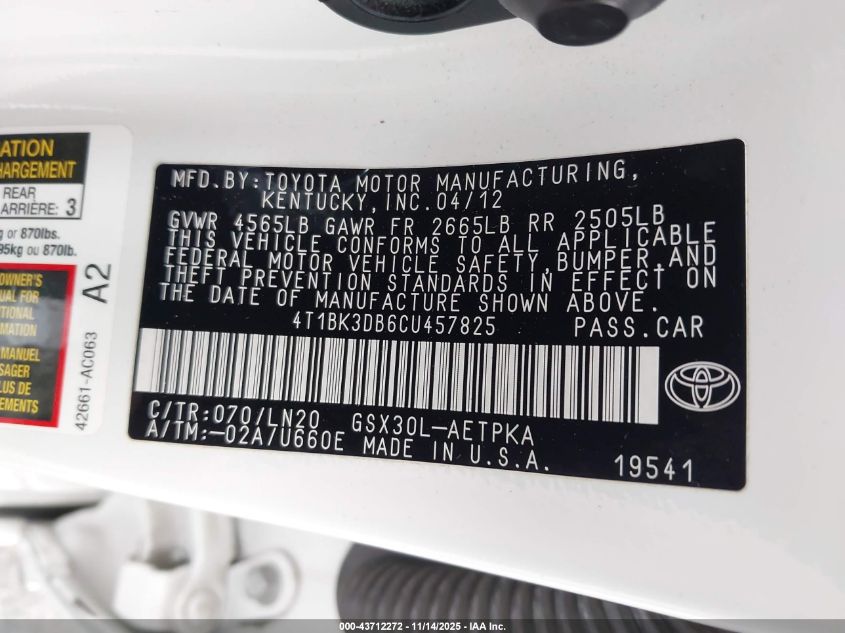 ATION
HARGEMENT
REAR
ARRIÈRE: 3
g or 870lbs.
95kg ou 870lb.
OWNER'S
UAL FOR
TIONAL
RMATION
MANUEL
SAGER
PLUS DE
EMENTS.
A2
42661-AC063
MFD.BY:TOYOTA MOTOR MANUFACTURING,
KENTUCKY,INC.04/12
GVWR 4565LB GAWR FR 2665LB RR 2505LB
THIS VEHICLE CONFORMS TO ALL APPLICABLE
FEDERAL MOTOR VEHICLE SAFETY,BUMPER,AND
THEFT PREVENTION STANDARDS IN EFFECT ON
THE DATE OF MANUFACTURE SHOWN ABOVE.
4T1BK3DB6CU457825 PASS.CAR
C/TR:070/LN20 GSX30L-AETPKA
A/TM:-02A/U660E MADE IN U.S.A.
19541
000-43712272 - 11/14/2025 - IAA Inc.